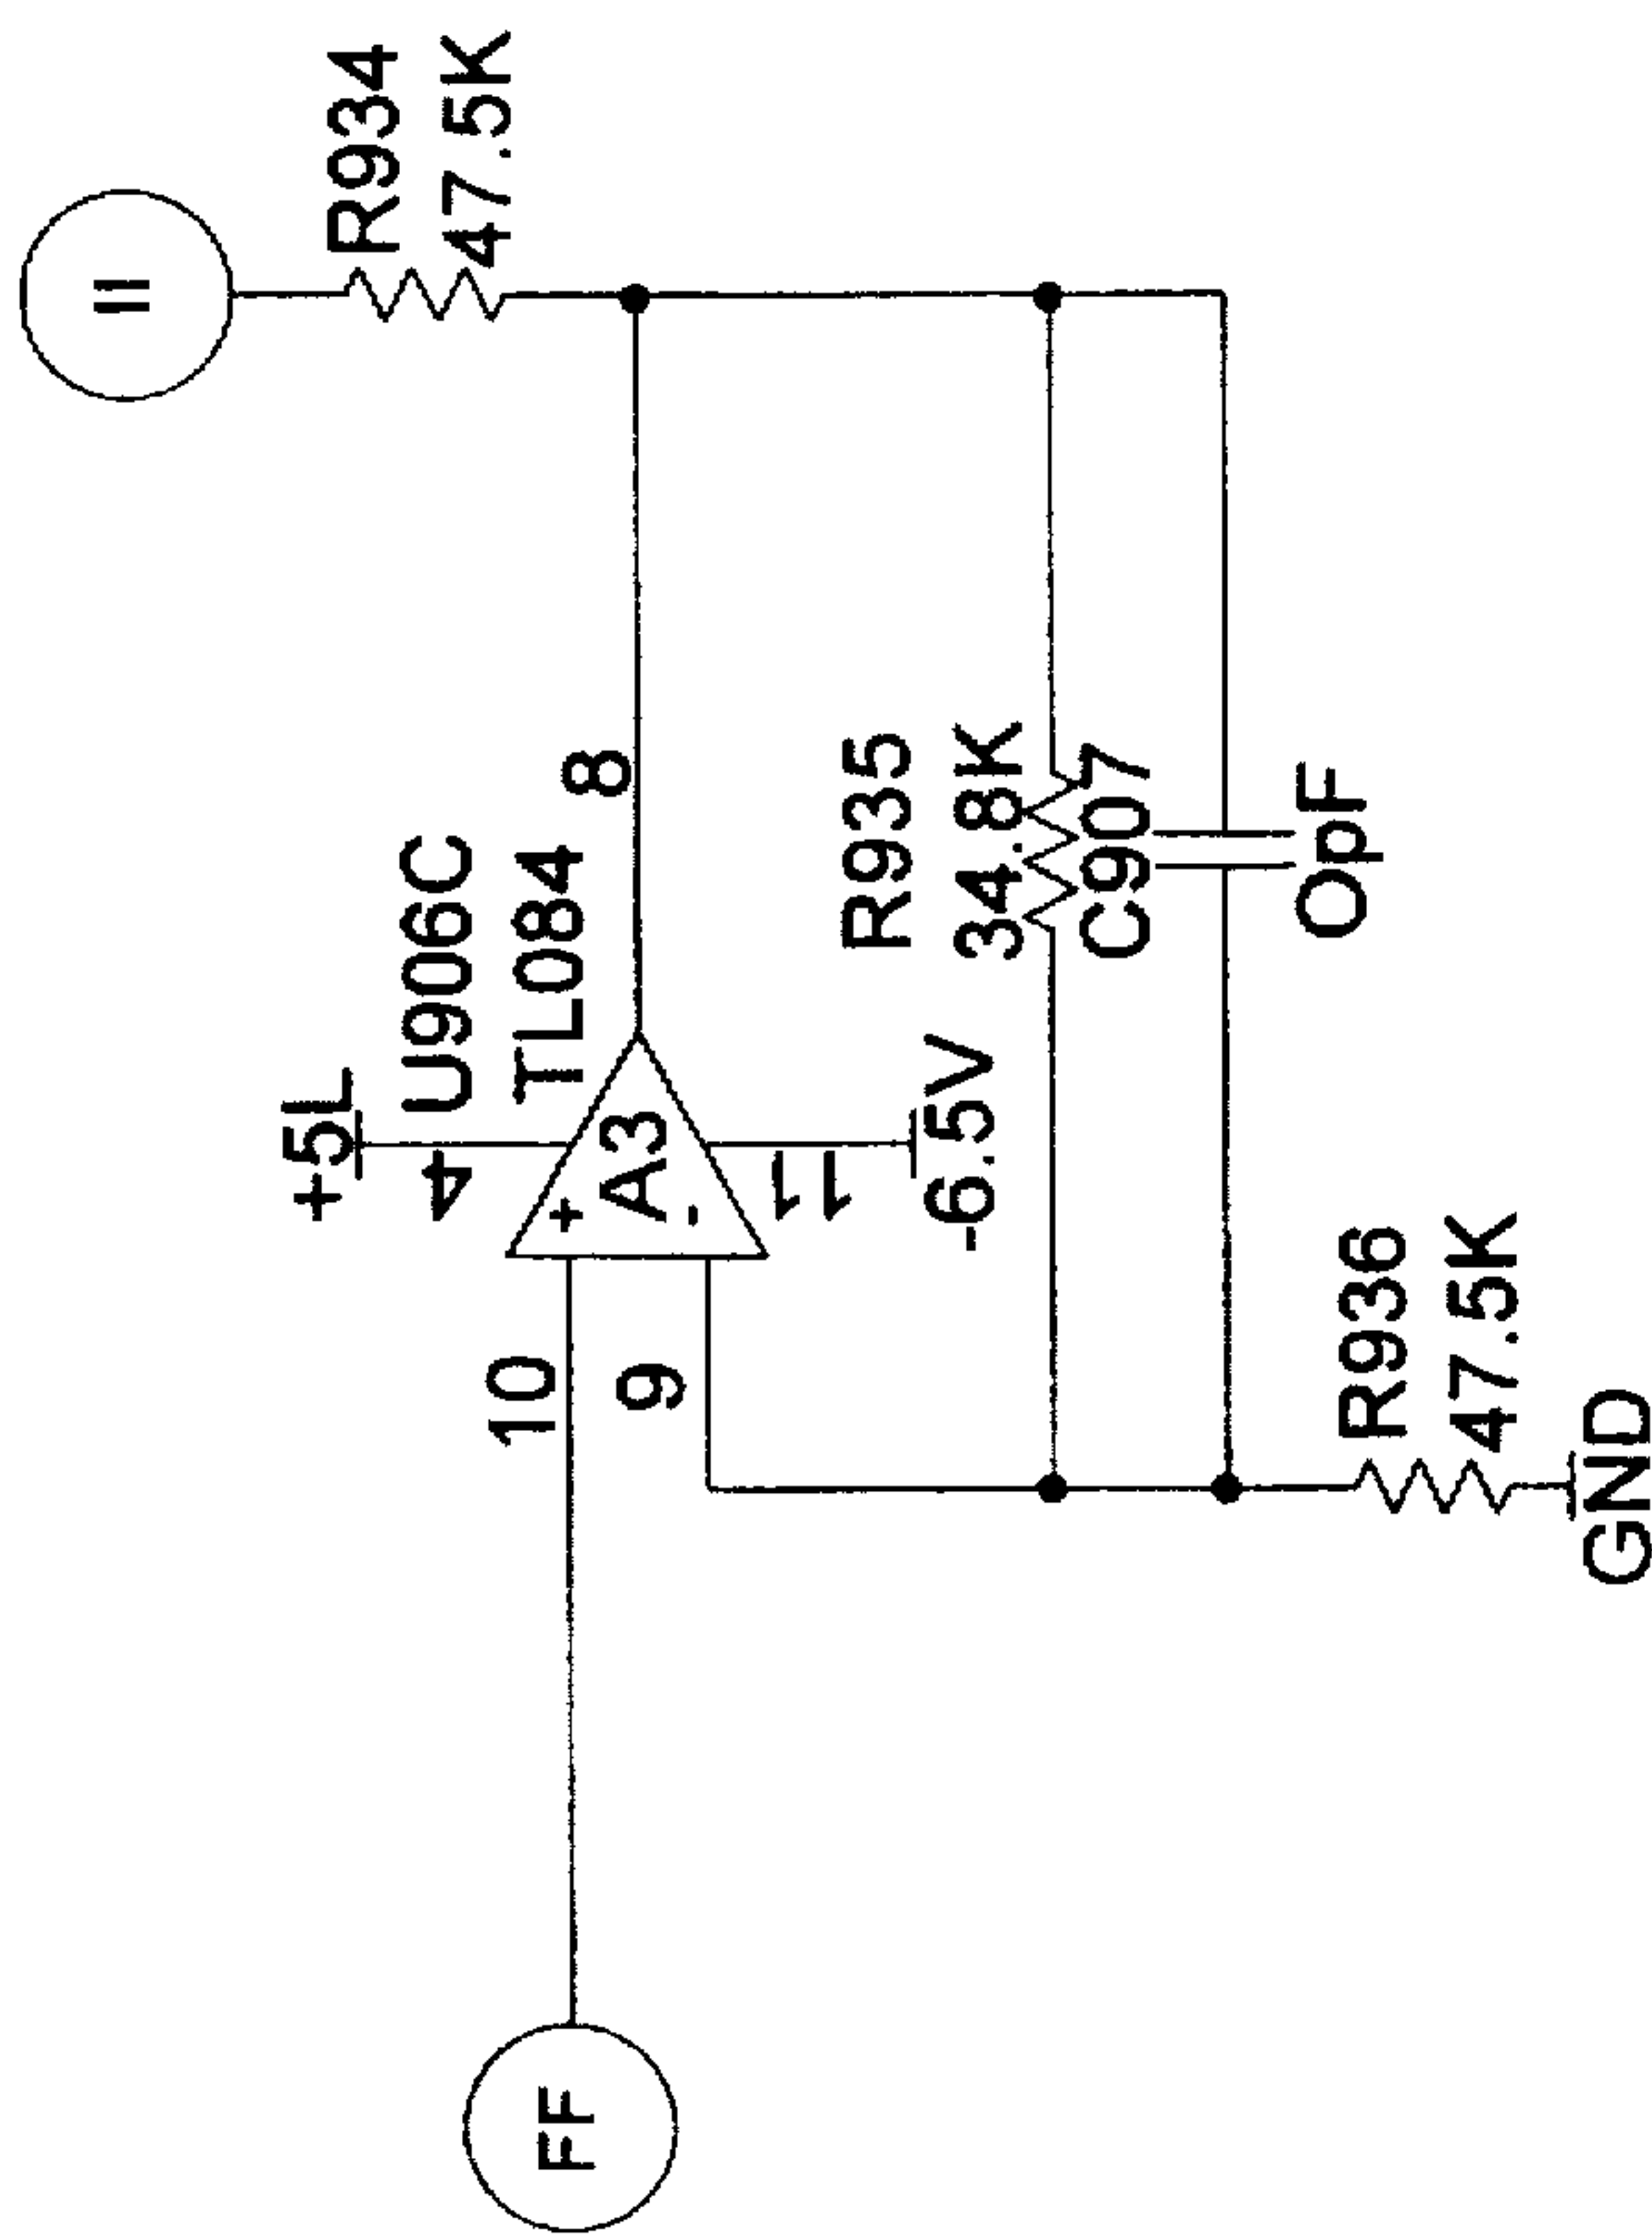 II
+5L
R934
47.5K
U906C
TL084
4
10
8
+
A3
-
9
11
R935
34.8K
-6.5V
C907
OpF
R936
47.5K
GND
FF